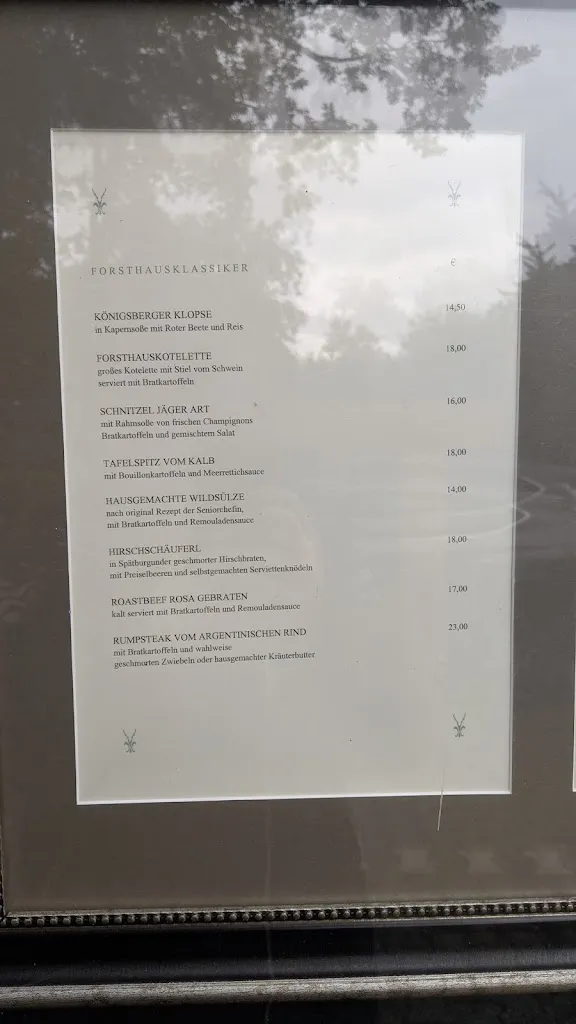 FORSTHAUSKLASSIKER €
KÖNIGSBERGER KLOPSE 14,50
in Kapernsoße mit Roter Beete und Reis
FORSTHAUSKOTELETTE 18,00
großes Kotelette mit Stiel vom Schwein
serviert mit Bratkartoffeln
SCHNITZEL JÄGER ART 16,00
mit Rahmsoße von frischen Champignons
Bratkartoffeln und gemischtem Salat
TAFELSPITZ VOM KALB 18,00
mit Bouillonkartoffeln und Meerrettichsauce
HAUSGEMACHTE WILDSÜLZE 14,00
nach original Rezept der Seniorchefin,
mit Bratkartoffeln und Remouladensauce
HIRSCHSCHÄUFERL 18,00
in Spätburgunder geschmorter Hirschbraten,
mit Preiselbeeren und selbstgemachten Serviettenknödeln
ROASTBEEF ROSA GEBRATEN 17,00
kalt serviert mit Bratkartoffeln und Remouladensauce
RUMPSTEAK VOM ARGENTINISCHEN RIND 23,00
mit Bratkartoffeln und wahlweise
geschmorten Zwiebeln oder hausgemachter Kräuterbutter